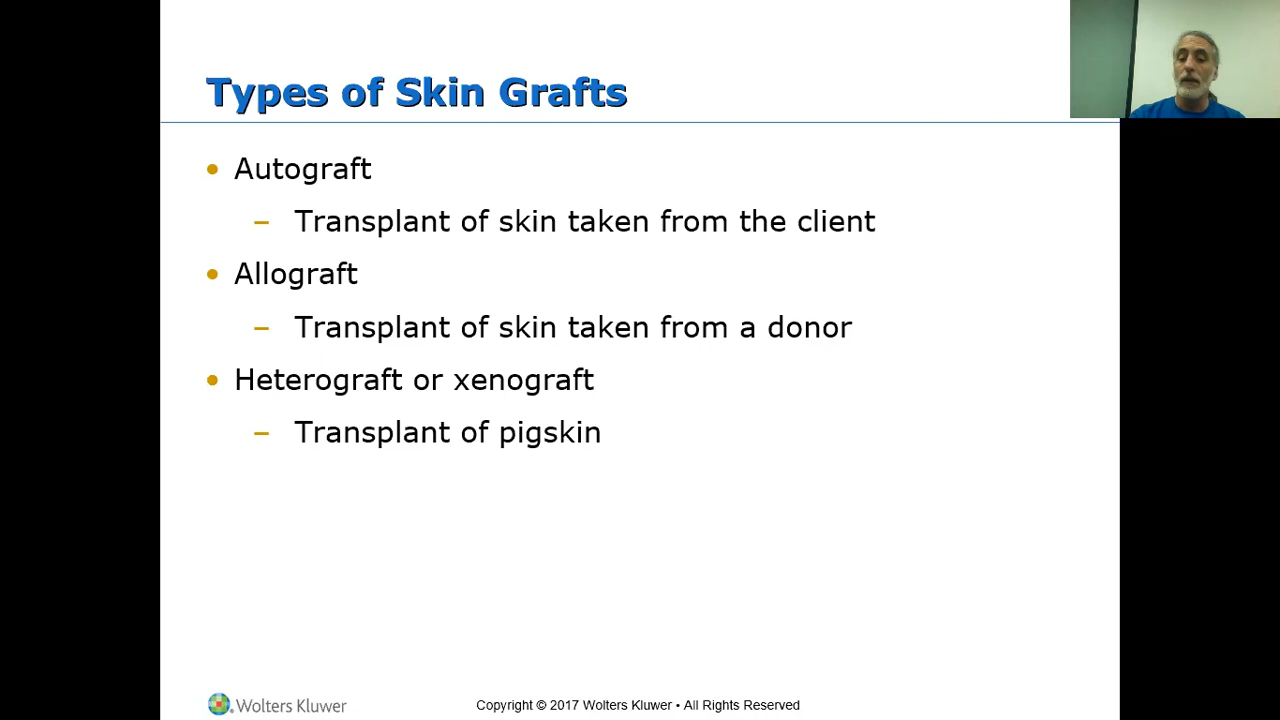 Types of Skin Grafts
• Autograft
– Transplant of skin taken from the client
• Allograft
– Transplant of skin taken from a donor
• Heterograft or xenograft
– Transplant of pigskin
Wolters Kluwer
Copyright © 2017 Wolters Kluwer • All Rights Reserved